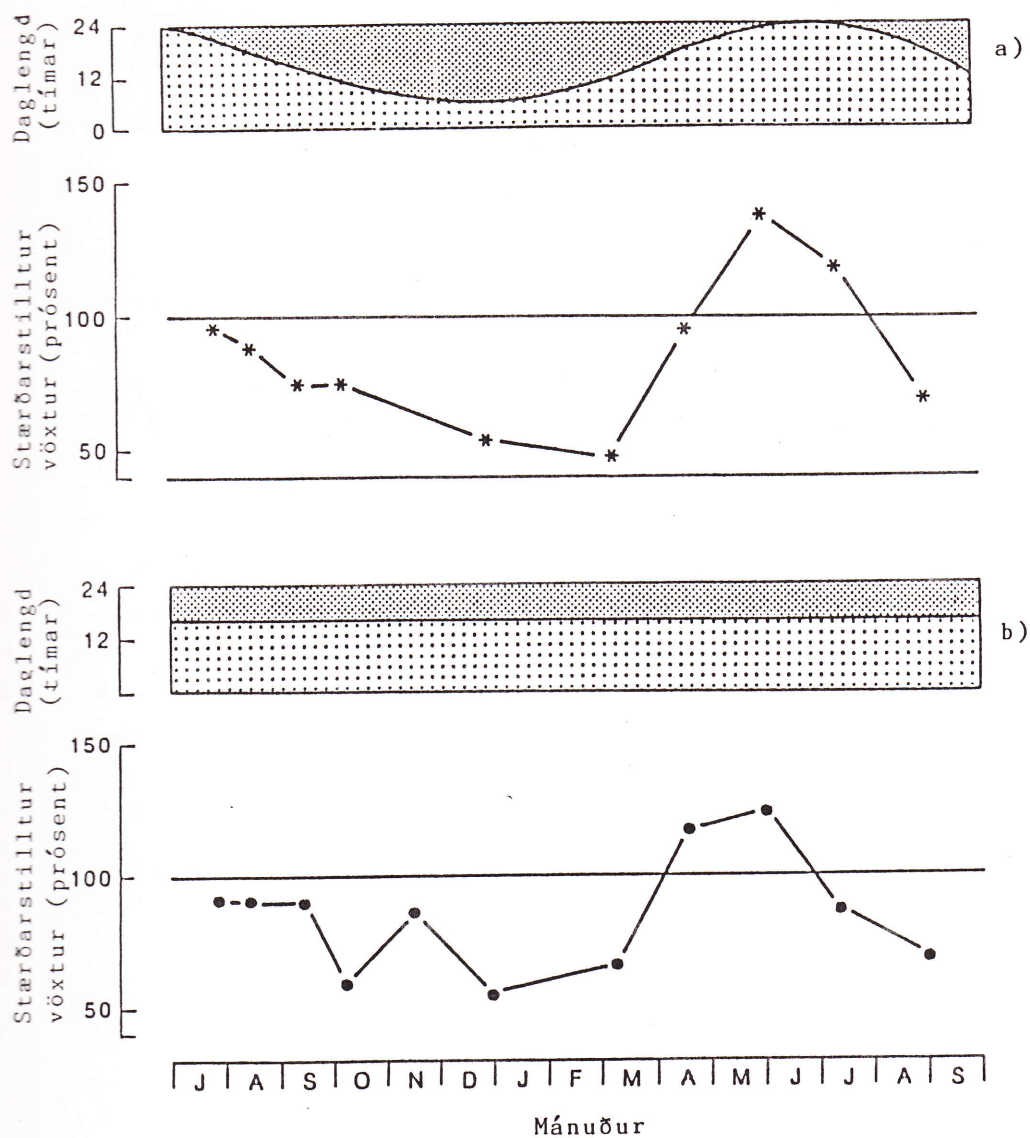 Daglengd
(tímar)
24
12
0
a)
Stærðarstilltur
vöxtur (prósent)
150
100
50
Daglengd
(tímar)
24
12
b)
Stærðarstilltur
vöxtur (prósent)
150
100
50
J A S O N D J F M A M J J A S
Mánuður